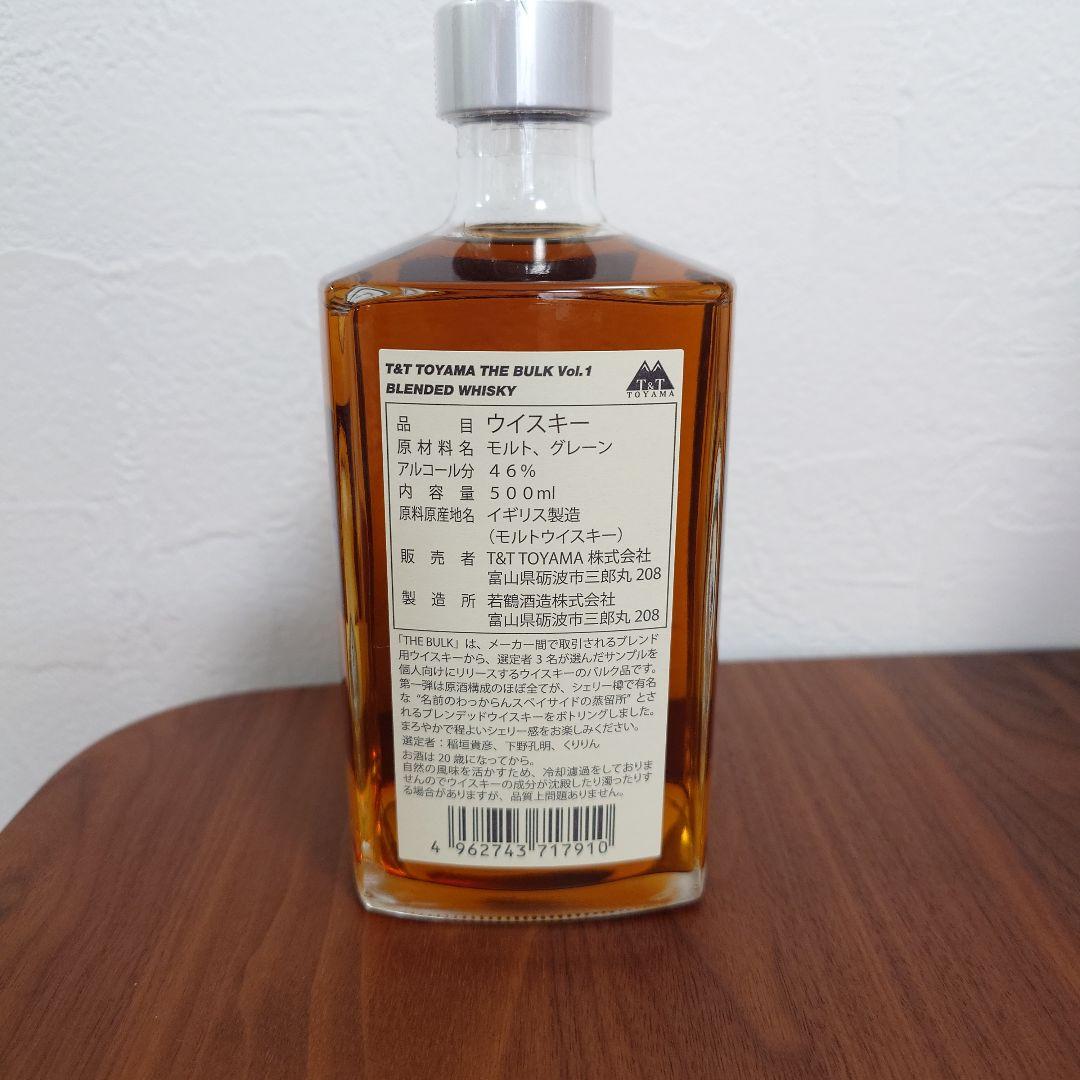 T&T TOYAMA THE BULK Vol.1
BLENDED WHISKY
T&T
TOYAMA
品目 ウイスキー
原材料名 モルト、グレーン
アルコール分 46%
内容量 500ml
原料原産地名 イギリス製造
（モルトウイスキー）
販売者 T&T TOYAMA 株式会社
富山県砺波市三郎丸 208
製造所 若鶴酒造株式会社
富山県砺波市三郎丸 208
「THE BULK」は、メーカー間で取引されるブレンド
用ウイスキーから、選定者3名が選んだサンプルを
個人向けにリリースするウイスキーのバルク品です。
第一弾は原酒構成のほぼ全てが、シェリー樽で有名
な“名前のわっからんスペイサイドの蒸留所”とさ
れるブレンデッドウイスキーをボトリングしました。
まろやかで程よいシェリー感をお楽しみください。
選定者：稲垣貴彦、下野孔明、くりりん
お酒は20歳になってから。
自然の風味を活かすため、冷却濾過をしておりま
せんのでウイスキーの成分が沈殿したり濁ったりす
る場合がありますが、品質上問題ありません。
4 962743 717910